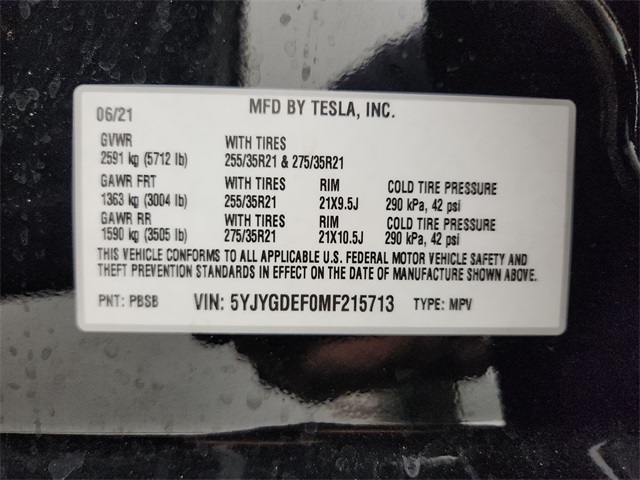 MFD BY TESLA, INC.
06/21
GVWR WITH TIRES
2591 kg (5712 lb) 255/35R21 & 275/35R21
GAWR FRT WITH TIRES RIM COLD TIRE PRESSURE
1363 kg (3004 lb) 255/35R21 21X9.5J 290 kPa, 42 psi
GAWR RR WITH TIRES RIM COLD TIRE PRESSURE
1590 kg (3505 lb) 275/35R21 21X10.5J 290 kPa, 42 psi
THIS VEHICLE CONFORMS TO ALL APPLICABLE U.S. FEDERAL MOTOR VEHICLE SAFETY AND
THEFT PREVENTION STANDARDS IN EFFECT ON THE DATE OF MANUFACTURE SHOWN ABOVE.
PNT: PBSB VIN: 5YJYGDEF0MF215713 TYPE: MPV